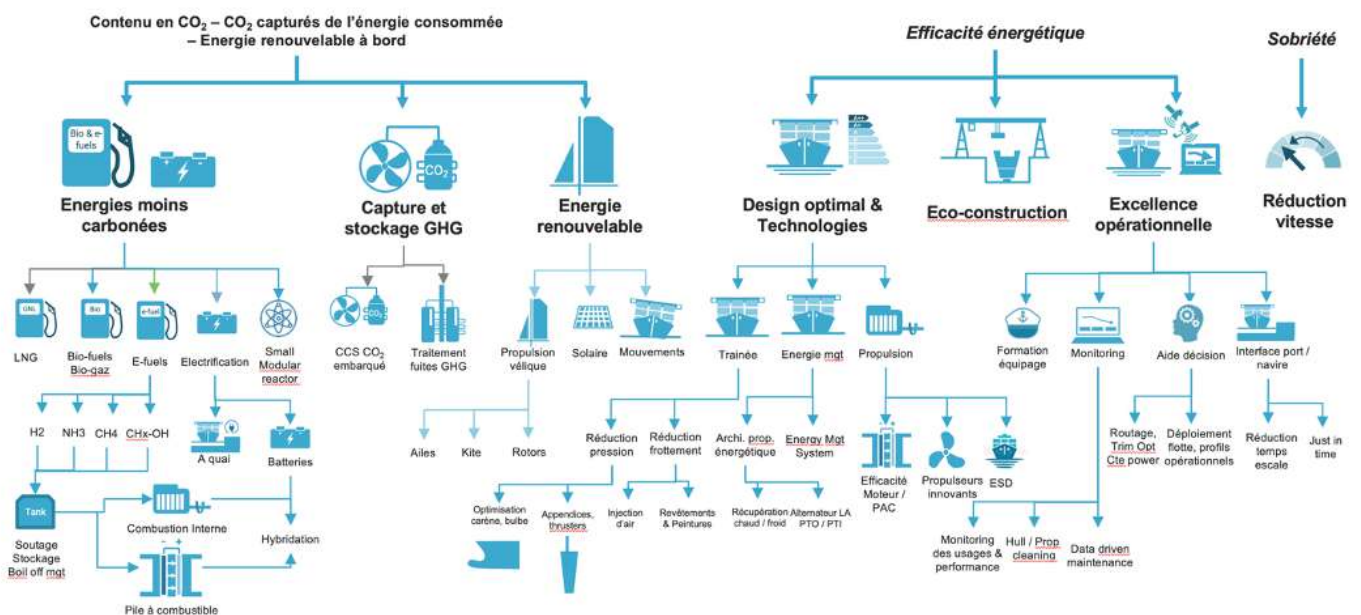 Contenu en CO₂ – CO₂ capturés de l'énergie consommée
– Energie renouvelable à bord
Efficacité énergétique
Sobriété
Bio & e-
fuels
CO₂
A++
A+
Energies moins
carbonées
Capture et
stockage GHG
Energie
renouvelable
Design optimal &
Technologies
Eco-construction
Excellence
opérationnelle
Réduction
vitesse
GNL
Bio
e-fuel
CO₂
LNG
Bio-fuels
Bio-gaz
E-fuels
Electrification
Small
Modular
reactor
CCS CO₂
embarqué
Traitement
fuites GHG
Propulsion
vélique
Solaire
Mouvements
Trainée
Energie mgt
Propulsion
Formation
équipage
Monitoring
Aide décision
Interface port /
navire
H2
NH3
CH4
CHx-OH
A quai
Batteries
Ailes
Kite
Rotors
Réduction
pression
Réduction
frottement
Archi. prop.
énergétique
Energy Mgt
System
Efficacité
Moteur /
PAC
Propulseurs
innovants
ESD
Routage,
Trim Opt
Cte power
Déploiement
flotte, profils
opérationnels
Réduction
temps
escale
Just in
time
Tank
Soutage
Stockage
Boil off mgt
Combustion Interne
Hybridation
- +
Pile à combustible
Optimisation
carène, bulbe
Appendices,
thrusters
Injection
d'air
Revêtements
& Peintures
Récupération
chaud / froid
Alternateur LA
PTO / PTI
Monitoring
des usages &
performance
Hull / Prop
cleaning
Data driven
maintenance